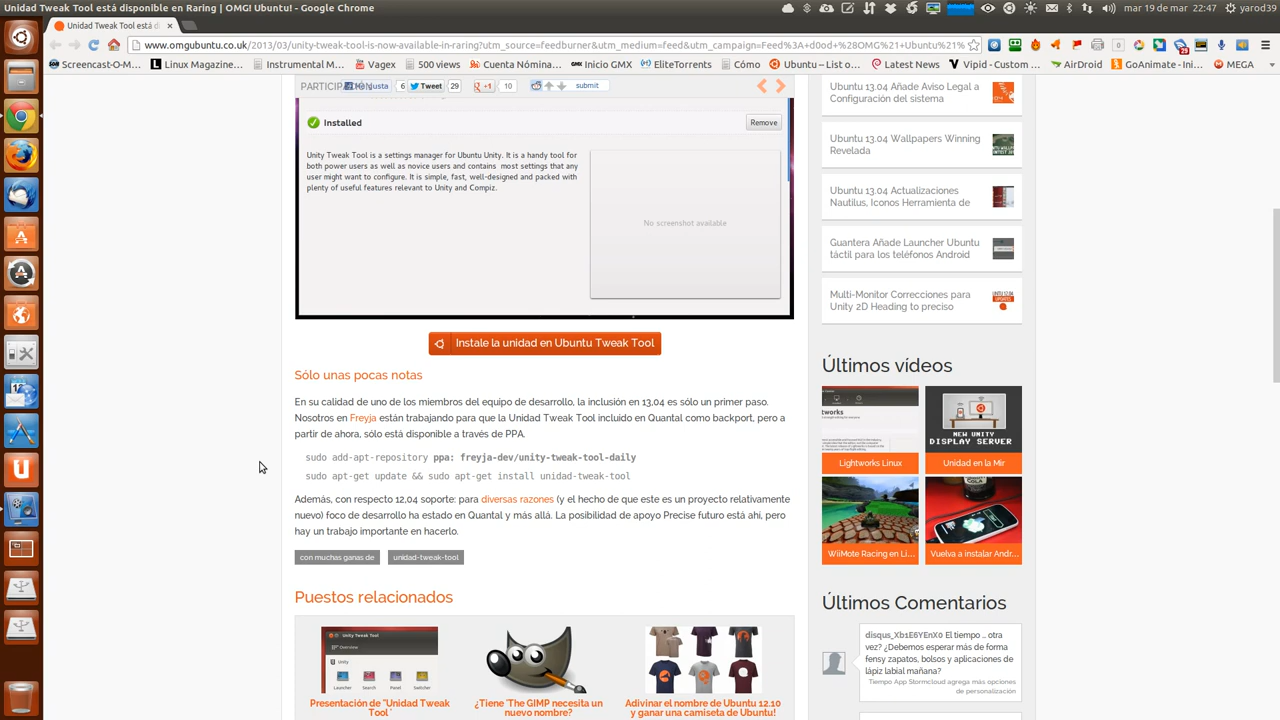 Unidad Tweak Tool está disponible en Raring | OMG! Ubuntu! - Google Chrome
mar 19 de mar 22:47 yarod39
Unidad Tweak Tool está d
www.omgubuntu.co.uk/2013/03/unity-tweak-tool-is-now-available-in-raring?utm_source=feedburner&utm_medium=feed&utm_campaign=Feed%3A+d0od+%28OMG%21+Ubuntu%21%
Screencast-O-M...
Linux Magazine...
Instrumental M...
Vagex
500 views
Cuenta Nómina...
Inicio GMX
EliteTorrents
Cómo
Ubuntu – List o...
Latest News
Vipid - Custom ...
AirDroid
GoAnimate - Ini...
MEGA
PARTICIPACIÓN
6 Tweet 29 +1 10 submit
Installed
Remove
Unity Tweak Tool is a settings manager for Ubuntu Unity. It is a handy tool for
both power users as well as novice users and contains most settings that any
user might want to configure. It is simple, fast, well-designed and packed with
plenty of useful features relevant to Unity and Compiz.
No screenshot available
Instale la unidad en Ubuntu Tweak Tool
Sólo unas pocas notas
En su calidad de uno de los miembros del equipo de desarrollo, la inclusión en 13,04 es sólo un primer paso.
Nosotros en Freyja están trabajando para que la Unidad Tweak Tool incluido en Quantal como backport, pero a
partir de ahora, sólo está disponible a través de PPA.
sudo add-apt-repository ppa: freyja-dev/unity-tweak-tool-daily
sudo apt-get update && sudo apt-get install unidad-tweak-tool
Además, con respecto 12,04 soporte: para diversas razones (y el hecho de que este es un proyecto relativamente
nuevo) foco de desarrollo ha estado en Quantal y más allá. La posibilidad de apoyo Precise futuro está ahí, pero
hay un trabajo importante en hacerlo.
con muchas ganas de
unidad-tweak-tool
Puestos relacionados
Unity Tweak Tool
Overview
Unity
Launcher Search Panel Switcher
Presentación de "Unidad Tweak
Tool"
¿Tiene 'The GIMP necesita un
nuevo nombre?
Adivinar el nombre de Ubuntu 12.10
y ganar una camiseta de Ubuntu!
Ubuntu 13.04 Añade Aviso Legal a
Configuración del sistema
Ubuntu 13.04 Wallpapers Winning
Revelada
Ubuntu 13.04 Actualizaciones
Nautilus, Iconos Herramienta de
Guantera Añade Launcher Ubuntu
táctil para los teléfonos Android
Multi-Monitor Correcciones para
Unity 2D Heading to preciso
Últimos vídeos
Lightworks Linux
NEW UNITY
DISPLAY SERVER
Unidad en la Mir
WiiMote Racing en Li...
Vuelva a instalar Andr...
Últimos Comentarios
disqus_Xb1E6YEnX0 El tiempo ... otra
vez? ¿Debemos esperar más de forma
fensy zapatos, bolsos y aplicaciones de
lápiz labial mañana?
Tiempo App Stormcloud agrega más opciones
de personalización